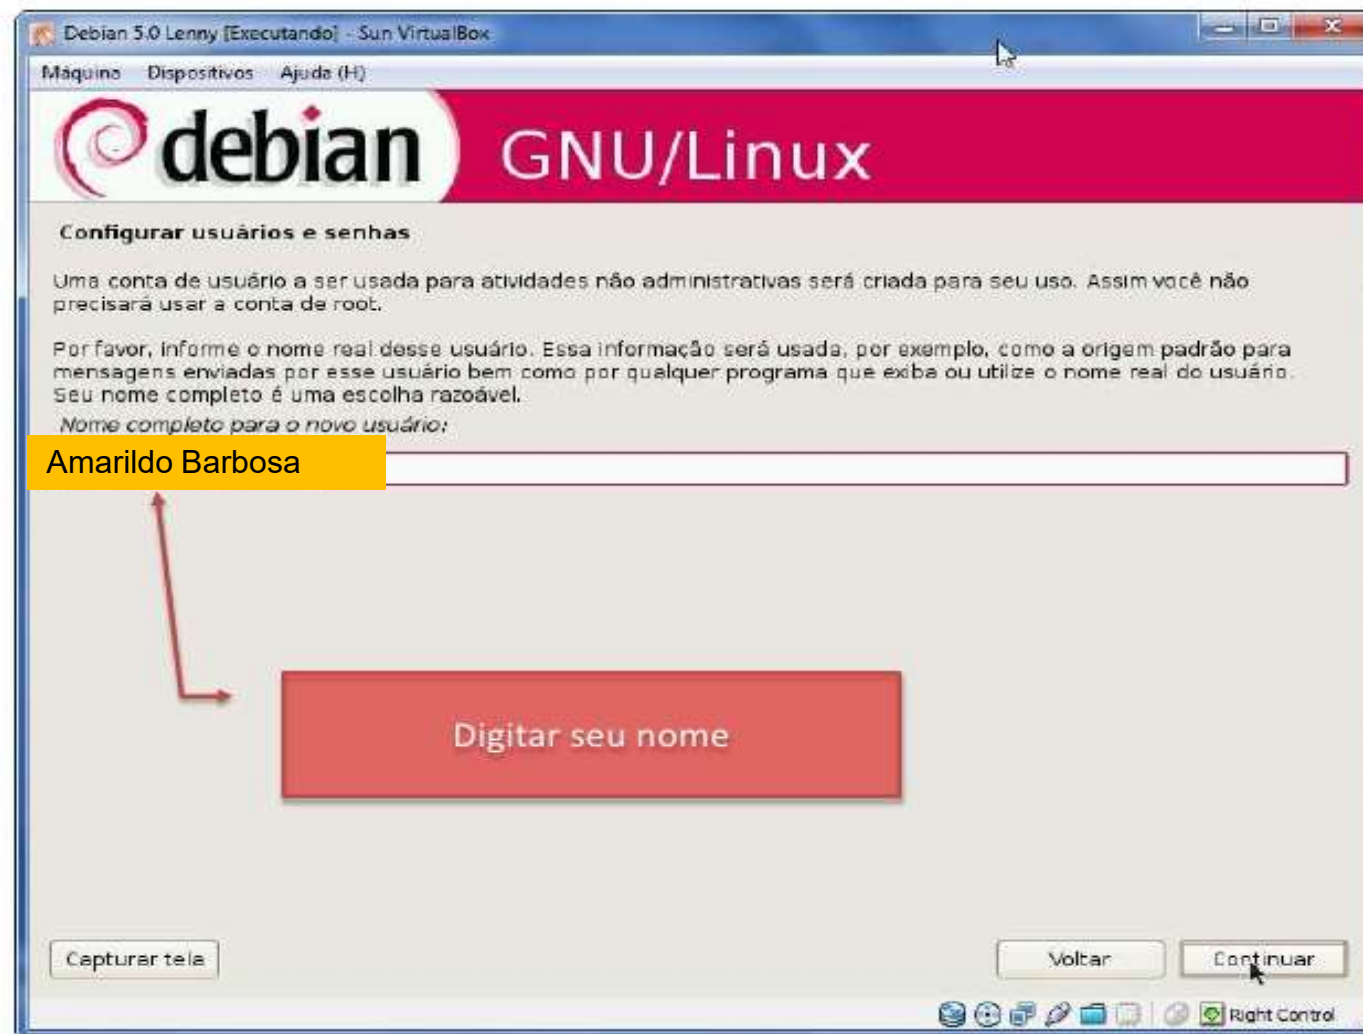 Debian 5.0 Lenny [Executando] - Sun VirtualBox
Máquina Dispositivos Ajuda (H)
debian GNU/Linux
Configurar usuários e senhas
Uma conta de usuário a ser usada para atividades não administrativas será criada para seu uso. Assim você não
precisará usar a conta de root.
Por favor, informe o nome real desse usuário. Essa informação será usada, por exemplo, como a origem padrão para
mensagens enviadas por esse usuário bem como por qualquer programa que exiba ou utilize o nome real do usuário.
Seu nome completo é uma escolha razoável.
Nome completo para o novo usuário:
Amarildo Barbosa
Digitar seu nome
Capturar tela Voltar Continuar
Right Control